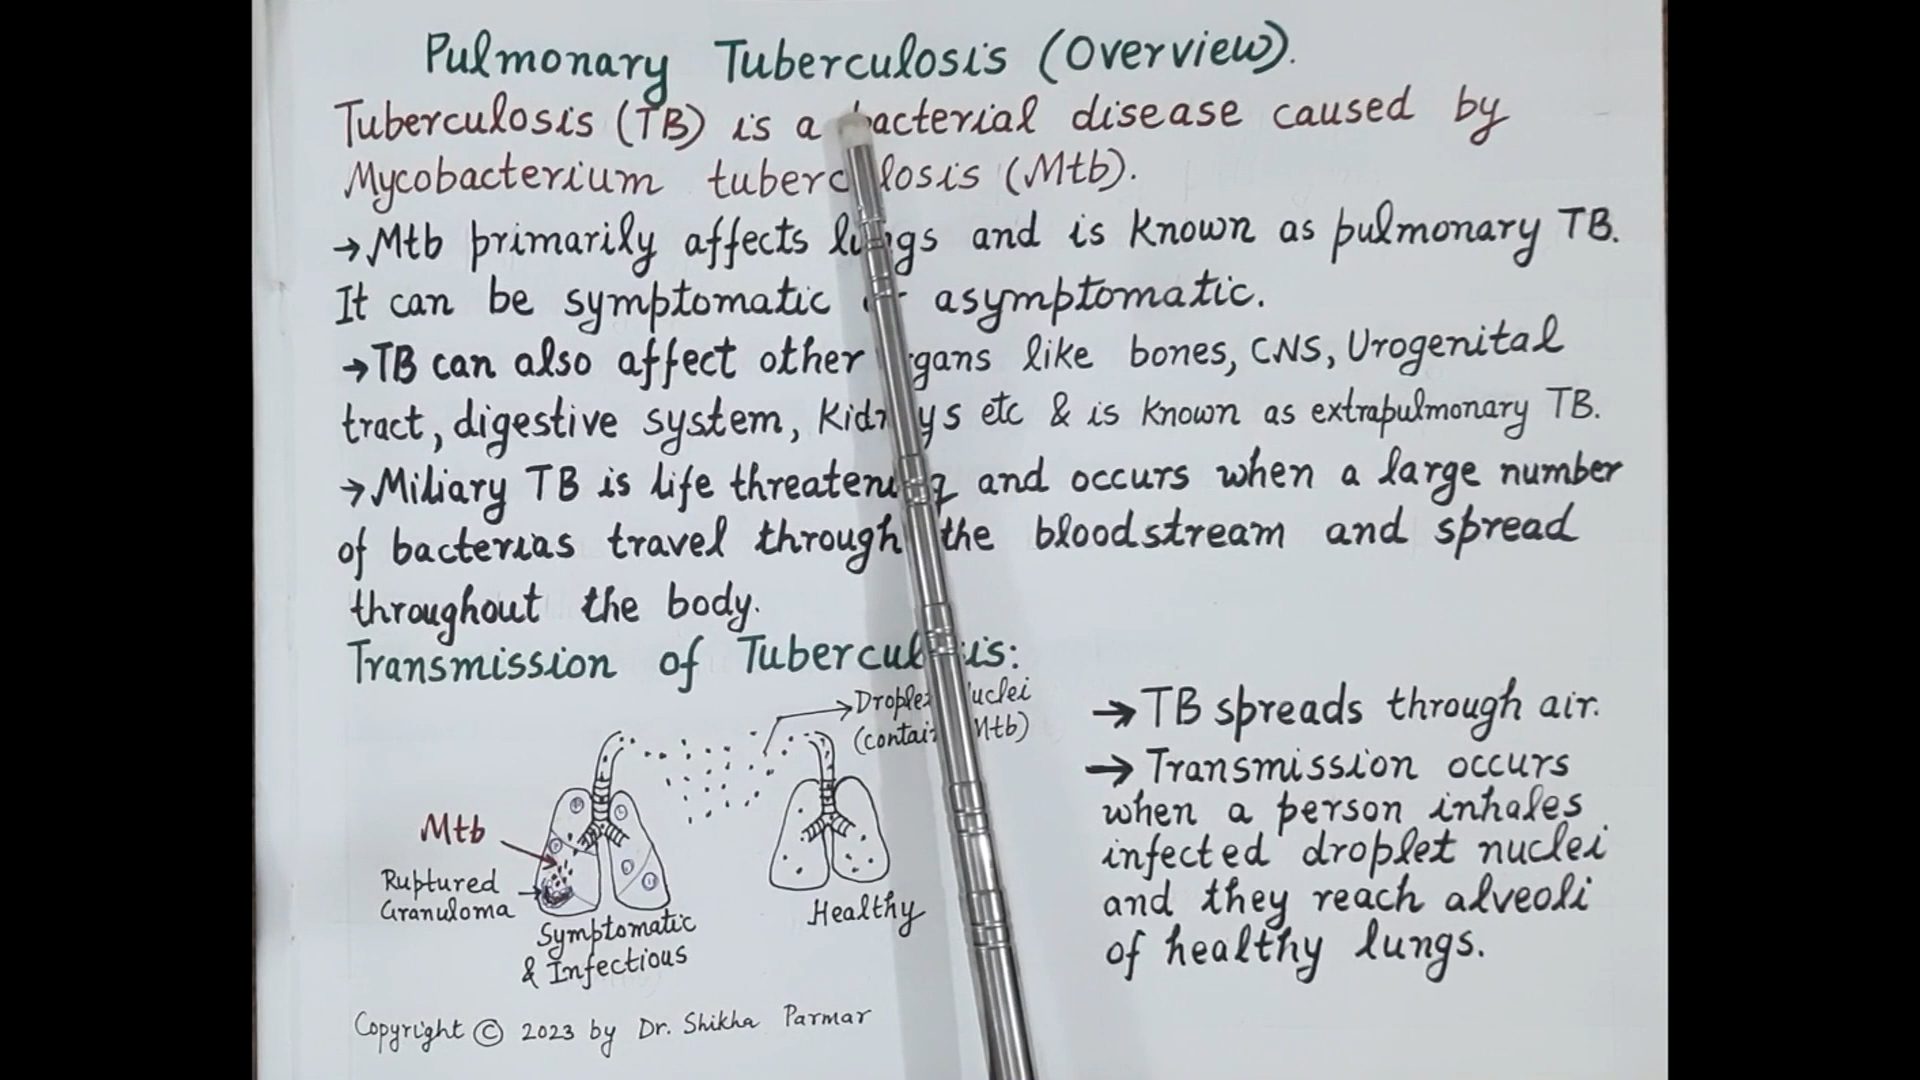 Pulmonary Tuberculosis (Overview).
Tuberculosis (TB) is a bacterial disease caused by
Mycobacterium tuberculosis (Mtb).
→ Mtb primarily affects lungs and is known as pulmonary TB.
It can be symptomatic or asymptomatic.
→ TB can also affect other organs like bones, CNS, Urogenital
tract, digestive system, kidneys etc & is known as extrapulmonary TB.
→ Miliary TB is life threatening and occurs when a large number
of bacterias travel through the bloodstream and spread
throughout the body.
Transmission of Tuberculosis:
Droplet Nuclei
(contains Mtb)
Mtb
Ruptured
Granuloma
Symptomatic
& Infectious
Healthy
→ TB spreads through air.
→ Transmission occurs
when a person inhales
infected droplet nuclei
and they reach alveoli
of healthy lungs.
Copyright © 2023 by Dr. Shikha Parmar